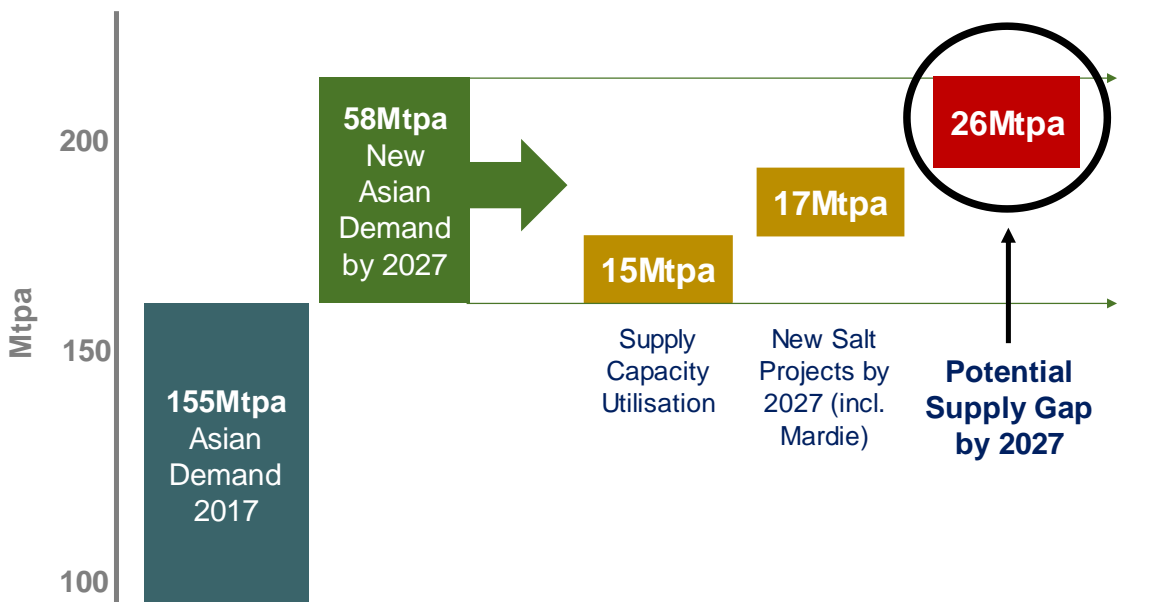 Mtpa
200
150
100
155Mtpa
Asian
Demand
2017
58Mtpa
New
Asian
Demand
by 2027
15Mtpa
Supply
Capacity
Utilisation
17Mtpa
New Salt
Projects by
2027 (incl.
Mardie)
26Mtpa
Potential
Supply Gap
by 2027